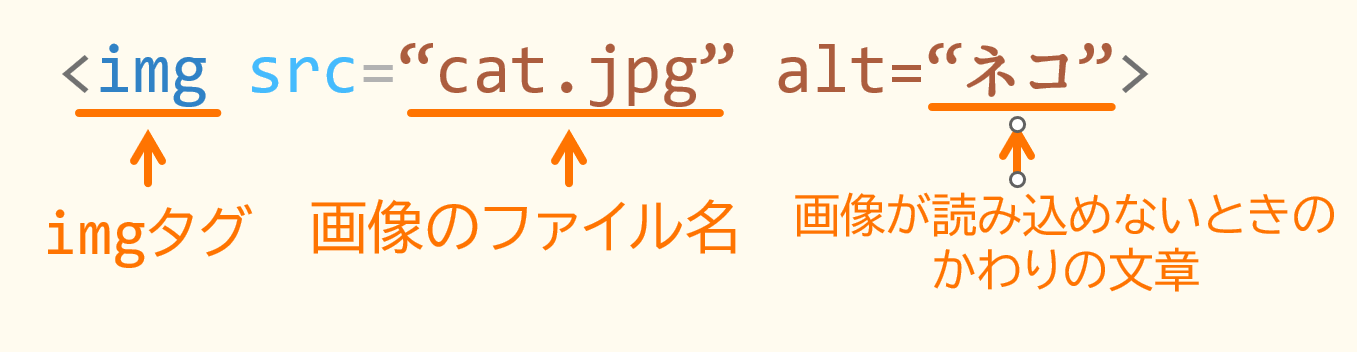 <img src=“cat.jpg” alt=“ネコ”>
imgタグ
画像のファイル名
画像が読み込めないときの
かわりの文章